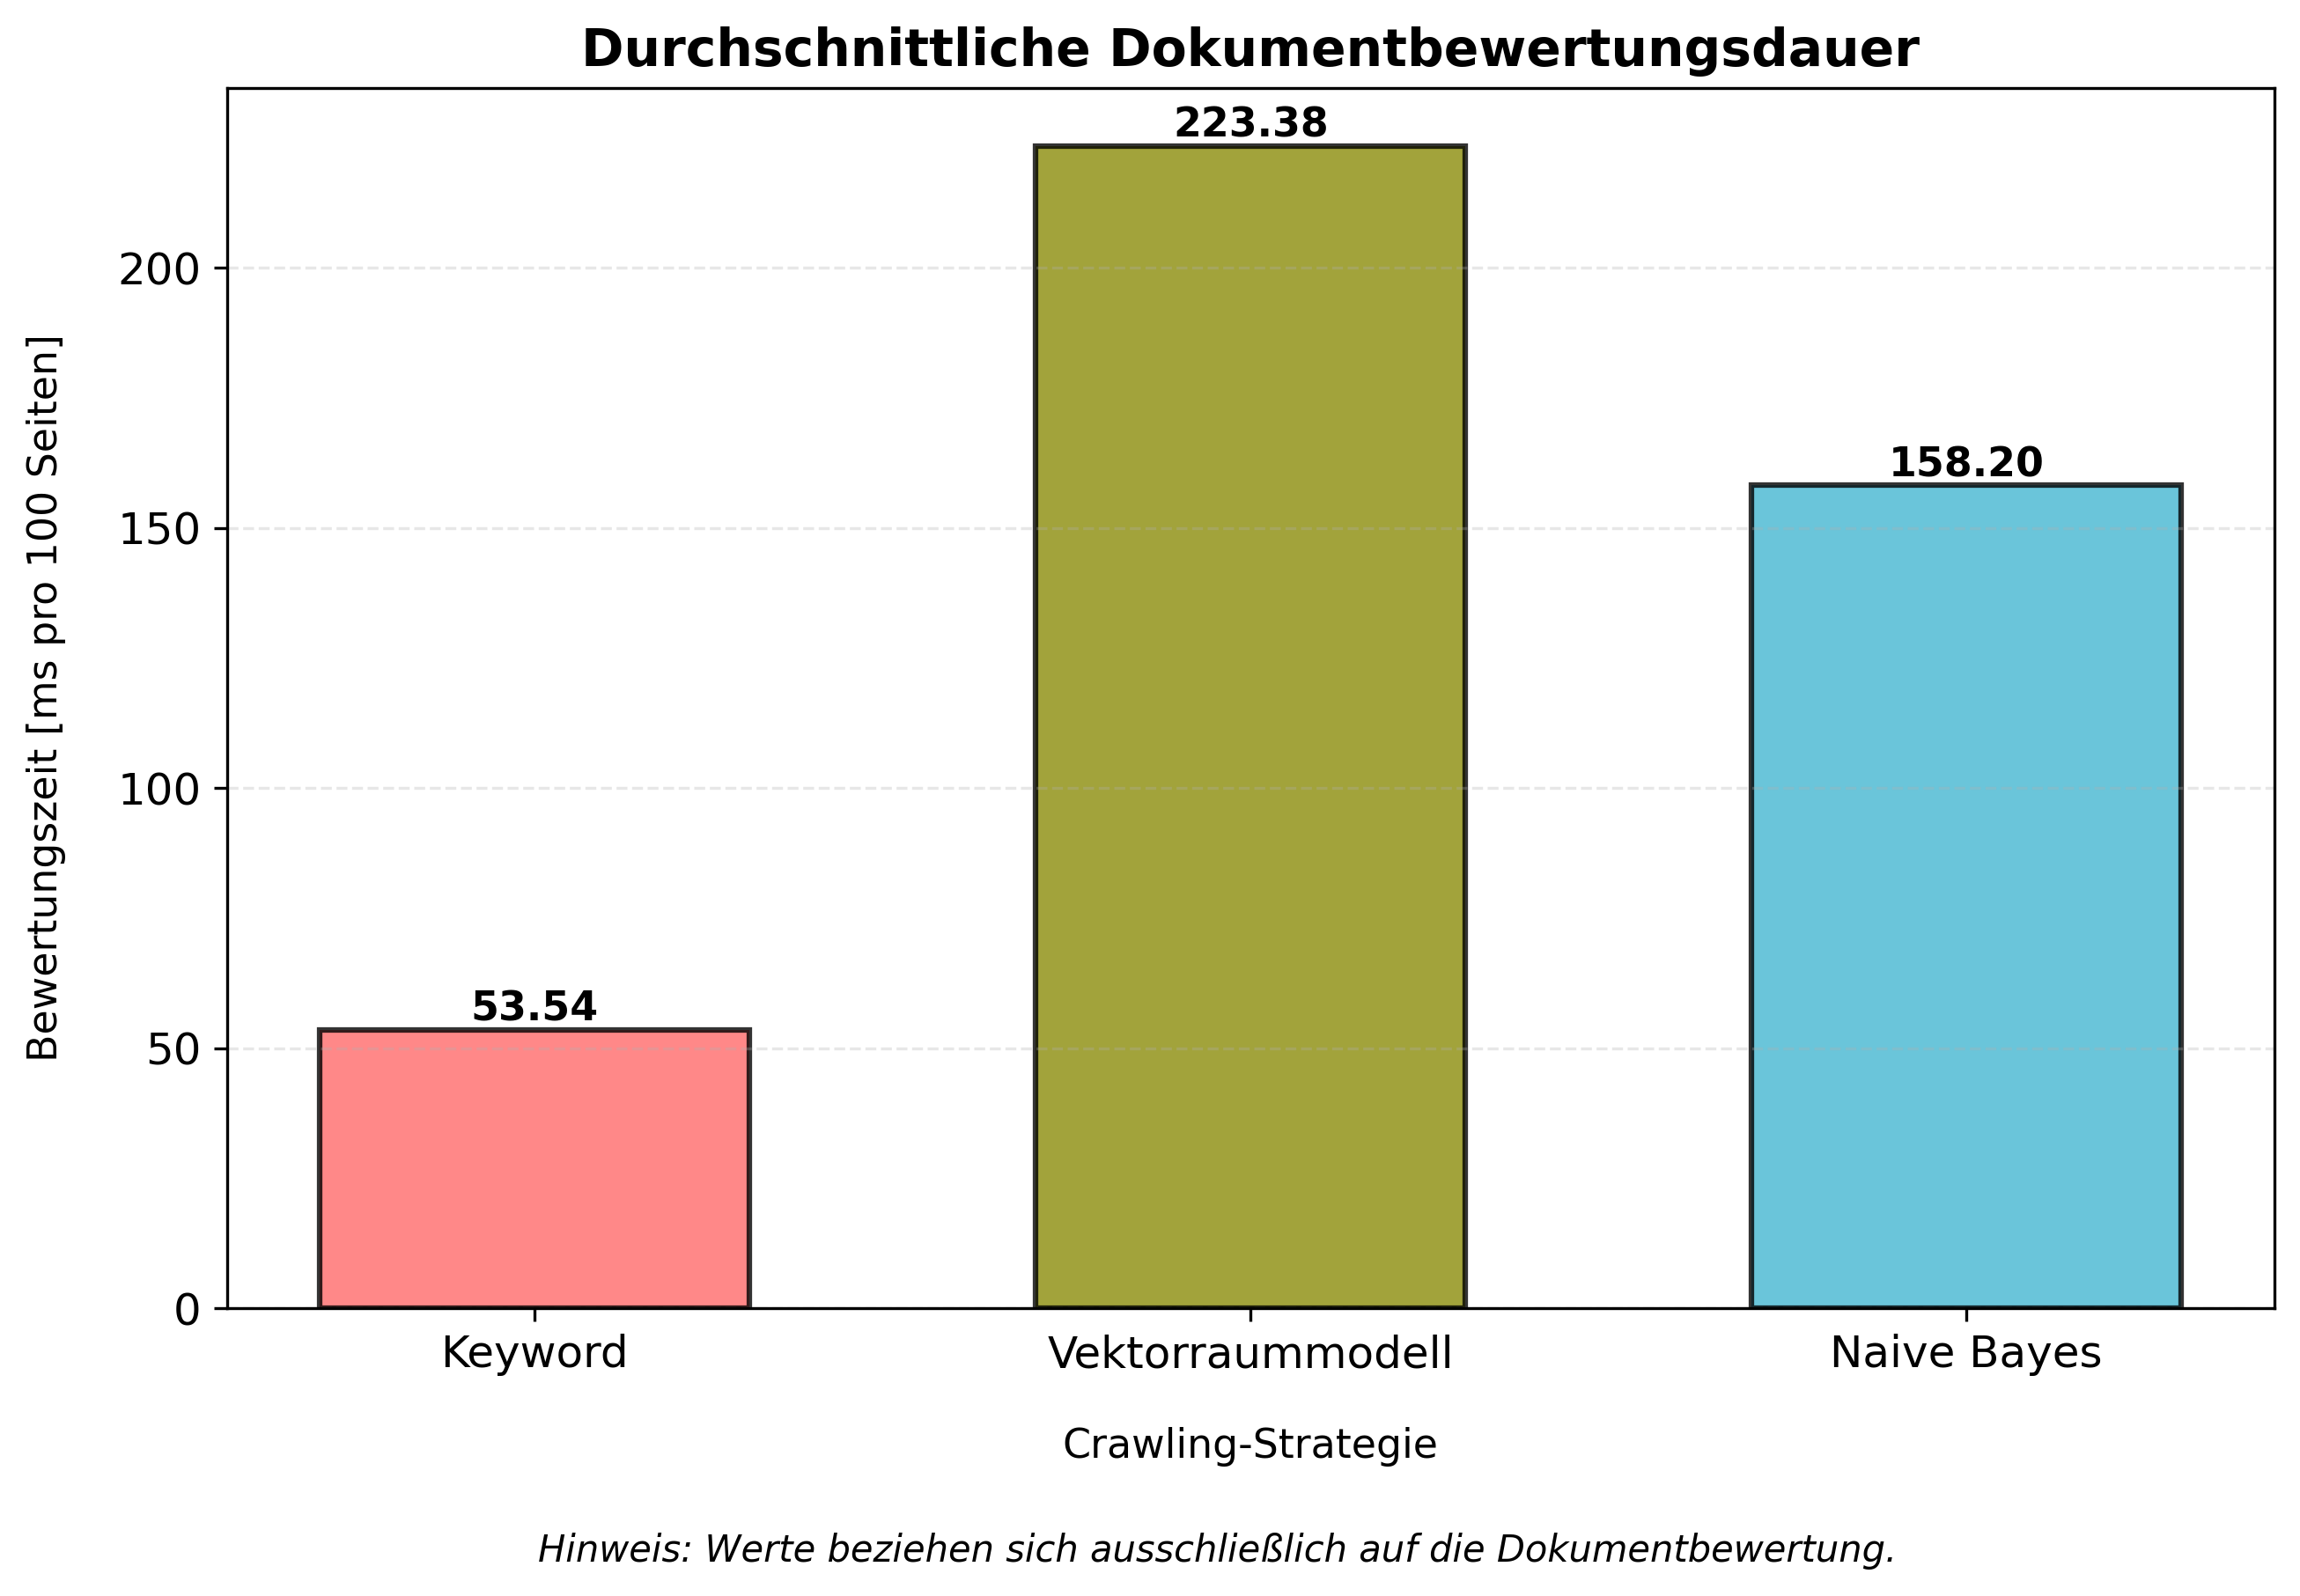 Durchschnittliche Dokumentbewertungsdauer
Bewertungszeit [ms pro 100 Seiten]
200
150
100
50
0
53.54
223.38
158.20
Keyword
Vektorraummodell
Naive Bayes
Crawling-Strategie
Hinweis: Werte beziehen sich ausschließlich auf die Dokumentbewertung.